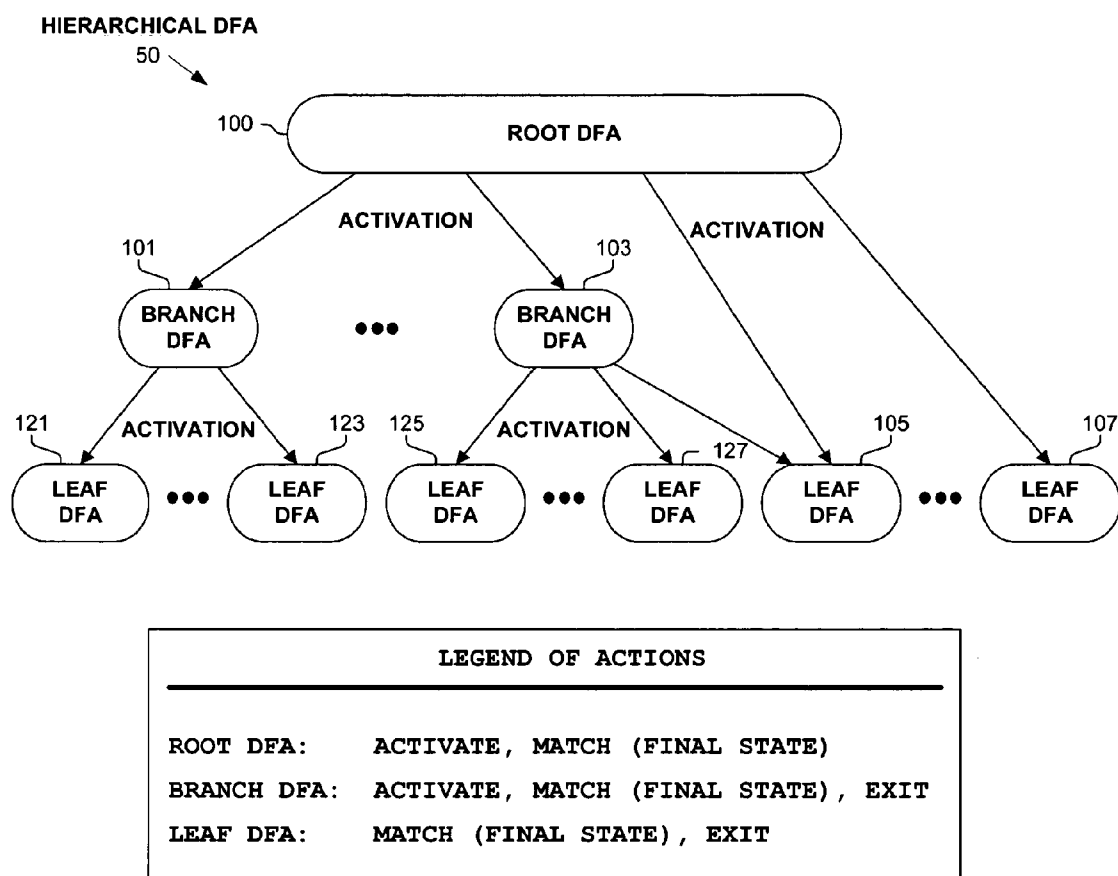 HIERARCHICAL DFA
50
100
ROOT DFA
ACTIVATION
ACTIVATION
101
103
BRANCH
DFA
●●●
BRANCH
DFA
121
ACTIVATION
123
125
ACTIVATION
127
105
107
LEAF
DFA
●●●
LEAF
DFA
LEAF
DFA
●●●
LEAF
DFA
LEAF
DFA
●●●
LEAF
DFA
LEGEND OF ACTIONS
ROOT DFA: ACTIVATE, MATCH (FINAL STATE)
BRANCH DFA: ACTIVATE, MATCH (FINAL STATE), EXIT
LEAF DFA: MATCH (FINAL STATE), EXIT